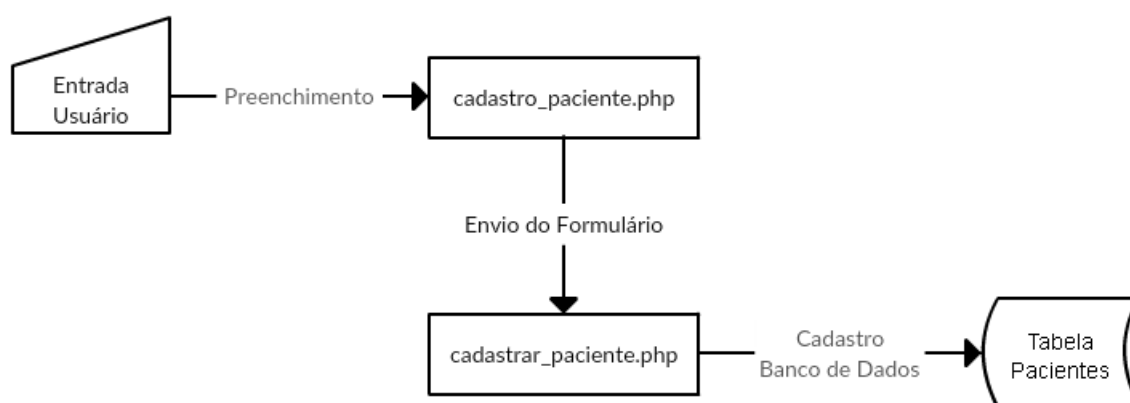 Entrada
Usuário
Preenchimento
cadastro_paciente.php
Envio do Formulário
cadastrar_paciente.php
Cadastro
Banco de Dados
Tabela
Pacientes